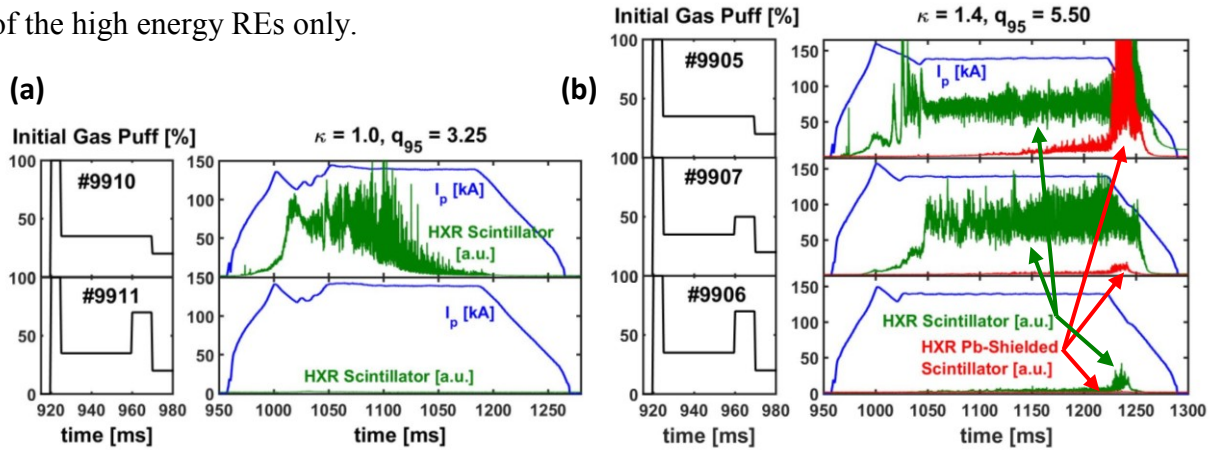 of the high energy REs only.
(a)
Initial Gas Puff [%]
κ = 1.0, q95 = 3.25
100
50
#9910
100
50
0
#9911
920 940 960 980
time [ms]
150
100
50
Ip [kA]
HXR Scintillator
[a.u.]
150
100
50
0
Ip [kA]
HXR Scintillator [a.u.]
950 1000 1050 1100 1150 1200 1250
time [ms]
(b)
Initial Gas Puff [%]
κ = 1.4, q95 = 5.50
100
50
#9905
100
50
#9907
100
50
0
#9906
920 940 960 980
time [ms]
150
100
50
Ip [kA]
150
100
50
150
100
50
0
HXR Scintillator [a.u.]
HXR Pb-Shielded
Scintillator [a.u.]
950 1000 1050 1100 1150 1200 1250 1300
time [ms]